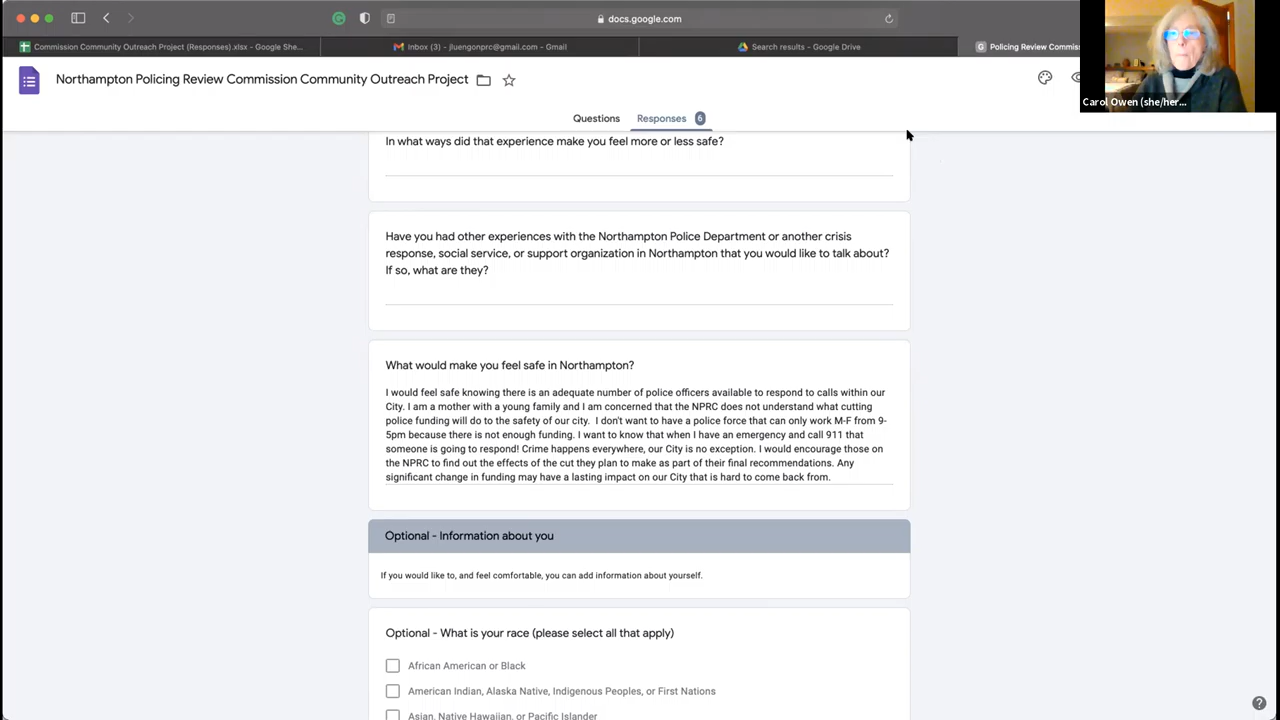 docs.google.com
Commission Community Outreach Project (Responses).xlsx - Google She...
Inbox (3) - jluengonprc@gmail.com - Gmail
Search results - Google Drive
Policing Review Commiss
Northampton Policing Review Commission Community Outreach Project
Carol Owen (she/her...
Questions
Responses 6
In what ways did that experience make you feel more or less safe?
Have you had other experiences with the Northampton Police Department or another crisis
response, social service, or support organization in Northampton that you would like to talk about?
If so, what are they?
What would make you feel safe in Northampton?
I would feel safe knowing there is an adequate number of police officers available to respond to calls within our
City. I am a mother with a young family and I am concerned that the NPRC does not understand what cutting
police funding will do to the safety of our city. I don't want to have a police force that can only work M-F from 9-
5pm because there is not enough funding. I want to know that when I have an emergency and call 911 that
someone is going to respond! Crime happens everywhere, our City is no exception. I would encourage those on
the NPRC to find out the effects of the cut they plan to make as part of their final recommendations. Any
significant change in funding may have a lasting impact on our City that is hard to come back from.
Optional - Information about you
If you would like to, and feel comfortable, you can add information about yourself.
Optional - What is your race (please select all that apply)
African American or Black
American Indian, Alaska Native, Indigenous Peoples, or First Nations
Asian, Native Hawaiian, or Pacific Islander